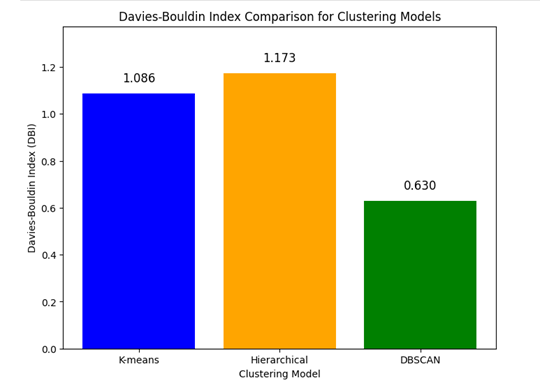 Davies-Bouldin Index Comparison for Clustering Models
Davies-Bouldin Index (DBI)
1.2
1.0
0.8
0.6
0.4
0.2
0.0
1.086
1.173
0.630
K-means
Hierarchical
DBSCAN
Clustering Model